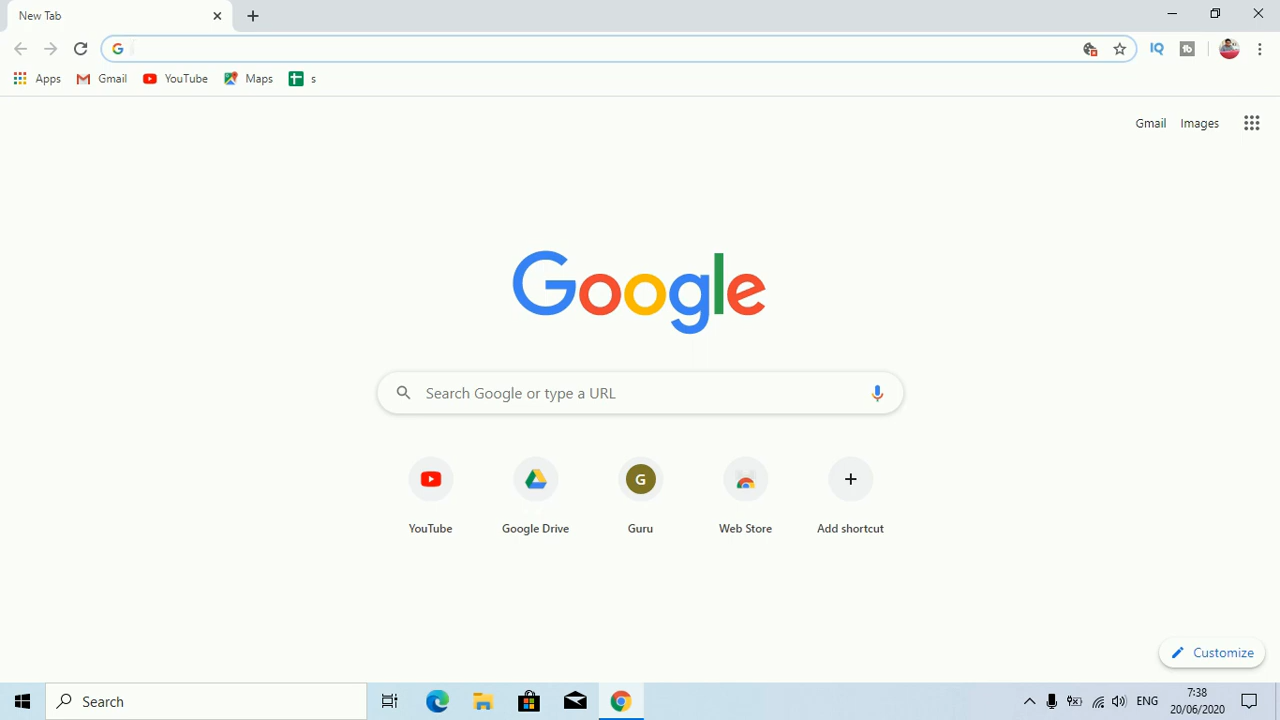 New Tab
Apps
Gmail
YouTube
Maps
s
IQ
Gmail
Images
Google
Search Google or type a URL
G
YouTube
Google Drive
Guru
Web Store
Add shortcut
Customize
Search
ENG
7:38
20/06/2020